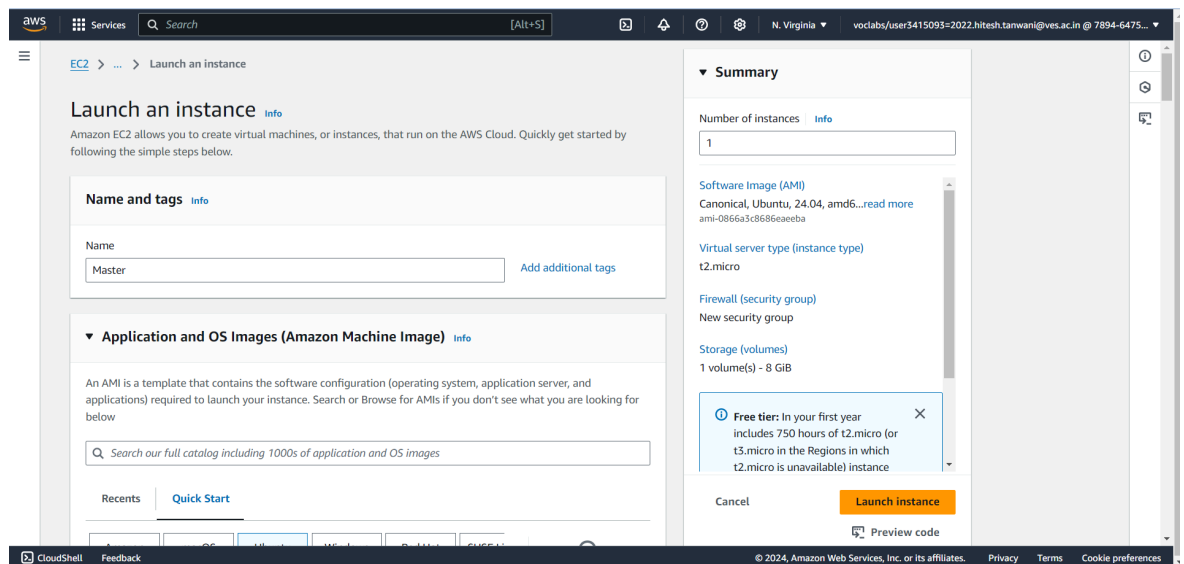 aws
Services
Search
[Alt+S]
N. Virginia
voclabs/user3415093=2022.hitesh.tanwani@ves.ac.in @ 7894-6475...
EC2 > ... > Launch an instance
Launch an instance Info
Amazon EC2 allows you to create virtual machines, or instances, that run on the AWS Cloud. Quickly get started by
following the simple steps below.
Name and tags Info
Name
Master
Add additional tags
Application and OS Images (Amazon Machine Image) Info
An AMI is a template that contains the software configuration (operating system, application server, and
applications) required to launch your instance. Search or Browse for AMIs if you don't see what you are looking for
below
Search our full catalog including 1000s of application and OS images
Recents
Quick Start
Summary
Number of instances Info
1
Software Image (AMI)
Canonical, Ubuntu, 24.04, amd6...read more
ami-0866a3c8686eaeeba
Virtual server type (instance type)
t2.micro
Firewall (security group)
New security group
Storage (volumes)
1 volume(s) - 8 GiB
Free tier: In your first year
includes 750 hours of t2.micro (or
t3.micro in the Regions in which
t2.micro is unavailable) instance
Cancel
Launch instance
Preview code
CloudShell
Feedback
© 2024, Amazon Web Services, Inc. or its affiliates.
Privacy
Terms
Cookie preferences